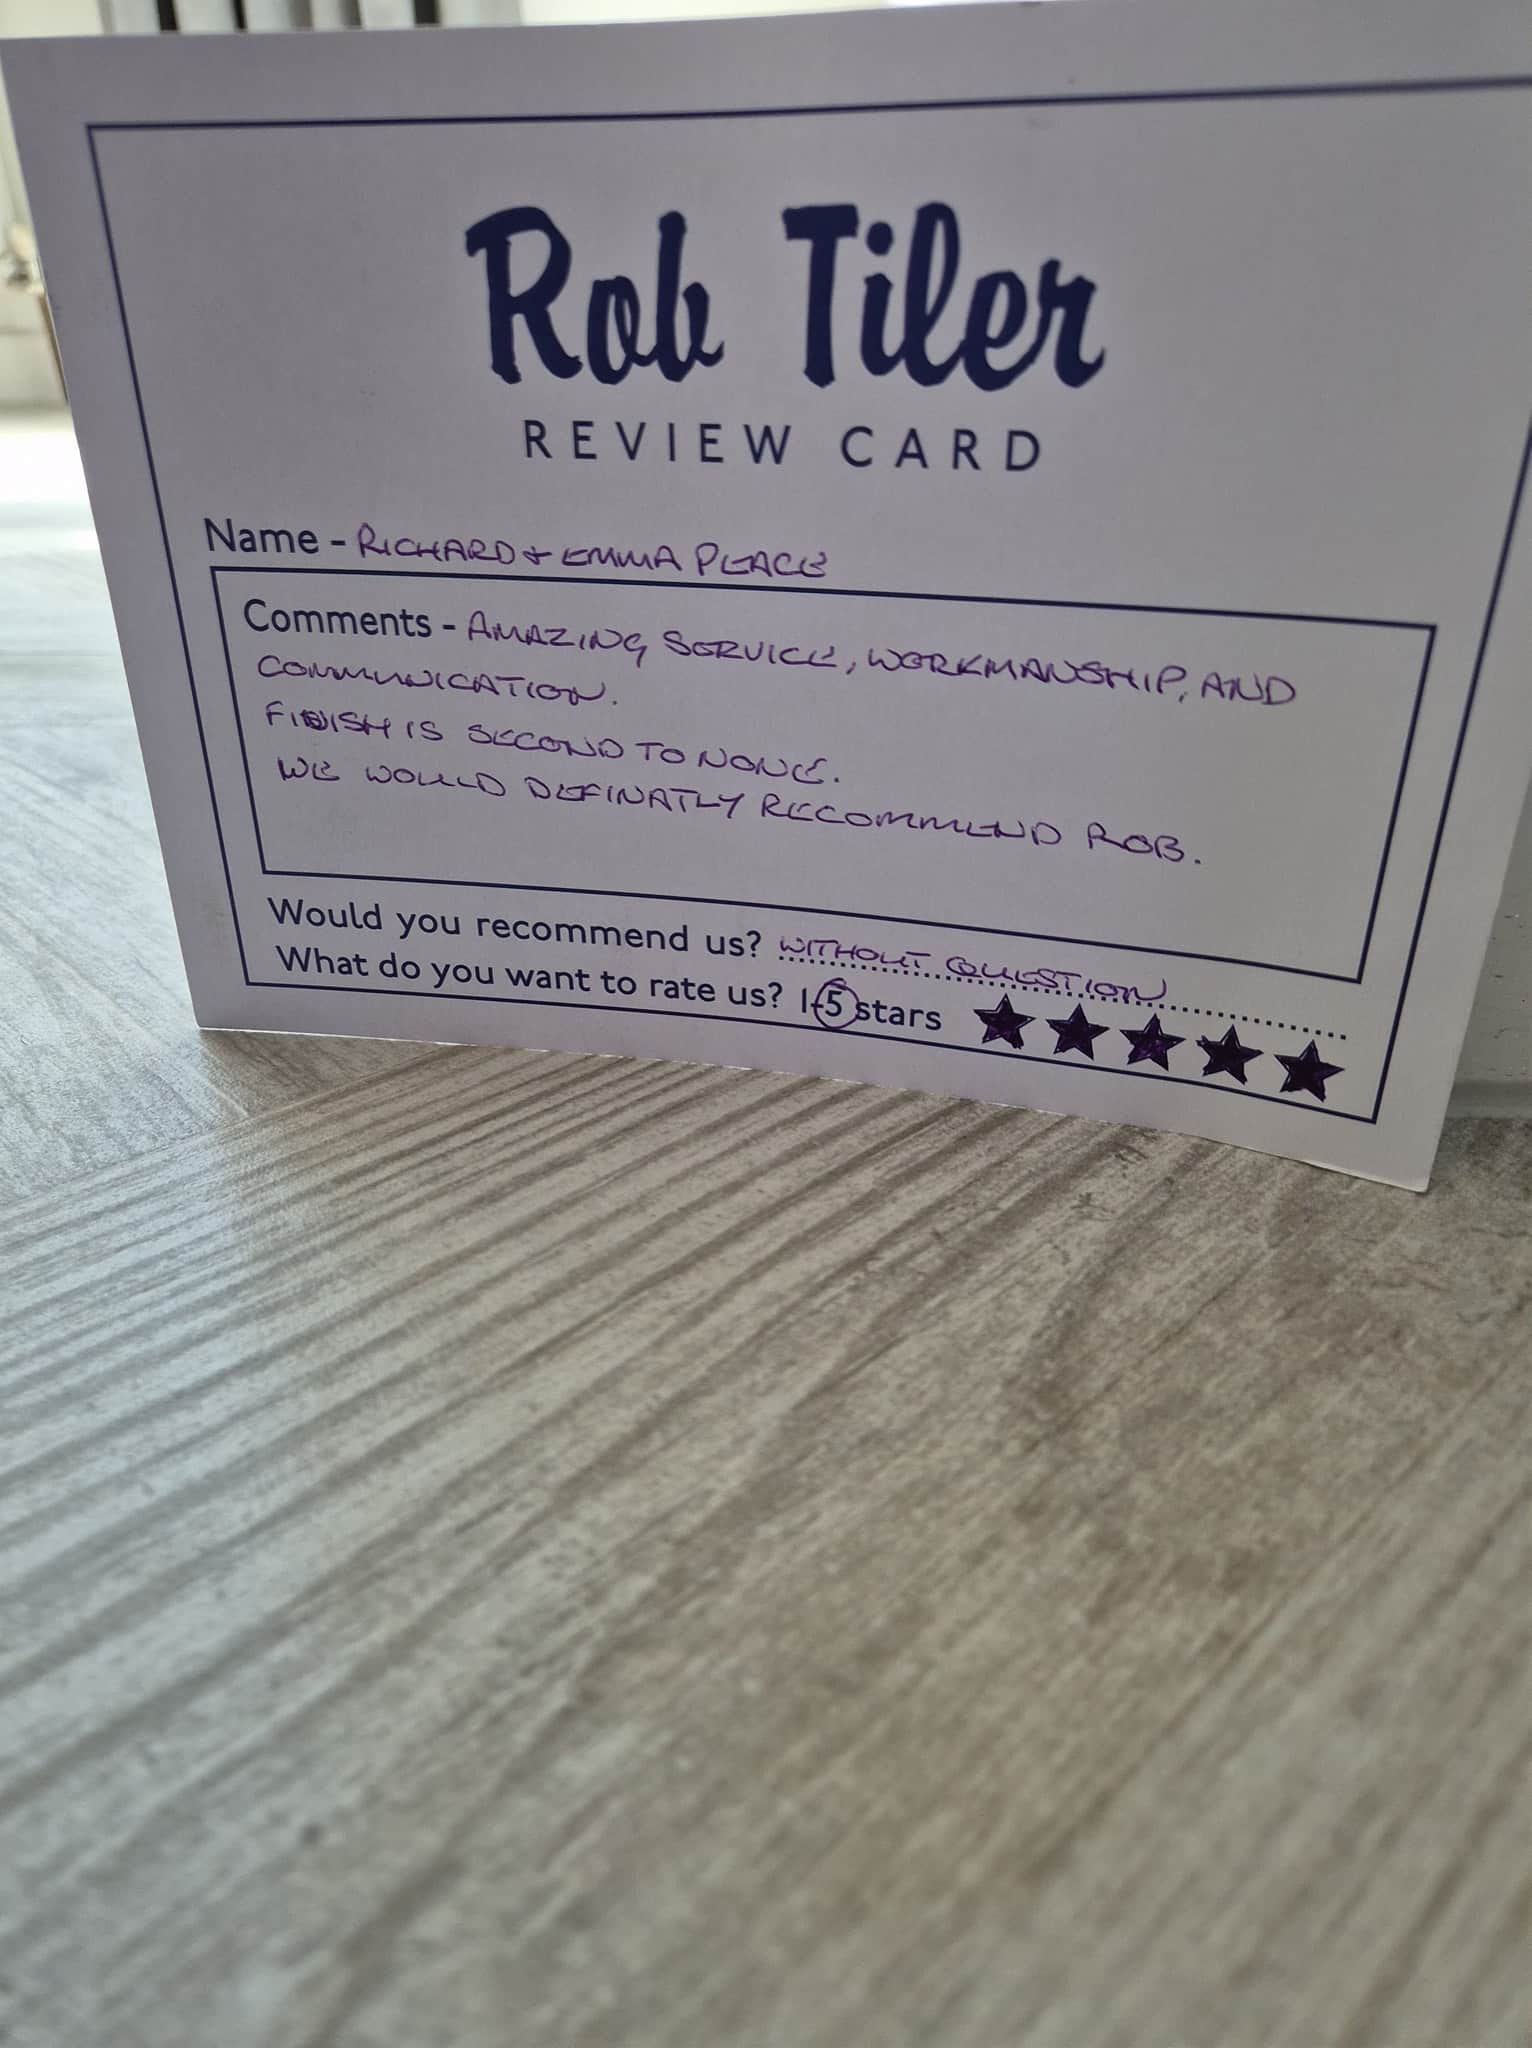 Rob Tiler
REVIEW CARD
Name - RICHARD & EMMA PEACE
Comments - AMAZING SERVICE, WORKMANSHIP, AND
COMMUNICATION.
FINISH IS SECOND TO NONE.
WE WOULD DEFINATLY RECOMMEND ROB.
Would you recommend us? WITHOUT QUESTION
What do you want to rate us? 1-5 stars